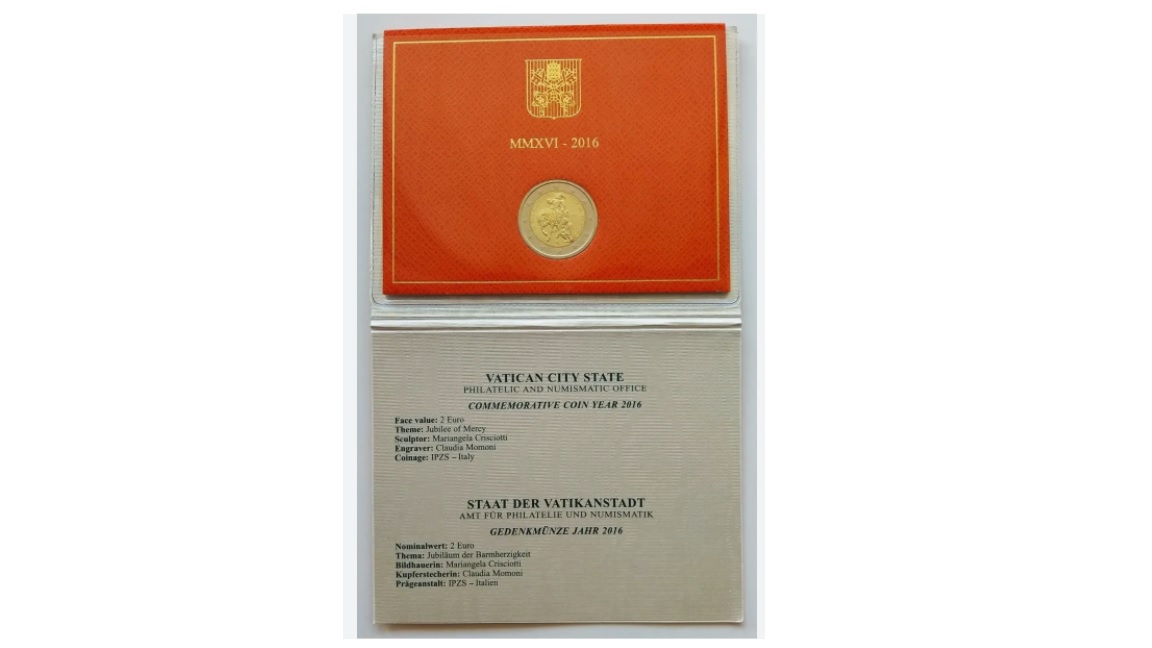 MMXVI - 2016
VATICAN CITY STATE
PHILATELIC AND NUMISMATIC OFFICE
COMMEMORATIVE COIN YEAR 2016
Face value: 2 Euro
Theme: Jubilee of Mercy
Sculptor: Mariangela Crisciotti
Engraver: Claudia Momoni
Coinage: IPZS – Italy
STAAT DER VATIKANSTADT
AMT FÜR PHILATELIE UND NUMISMATIK
GEDENKMÜNZE JAHR 2016
Nominalwert: 2 Euro
Thema: Jubiläum der Barmherzigkeit
Bildhauerin: Mariangela Crisciotti
Kupferstecherin: Claudia Momoni
Prägeanstalt: IPZS – Italien